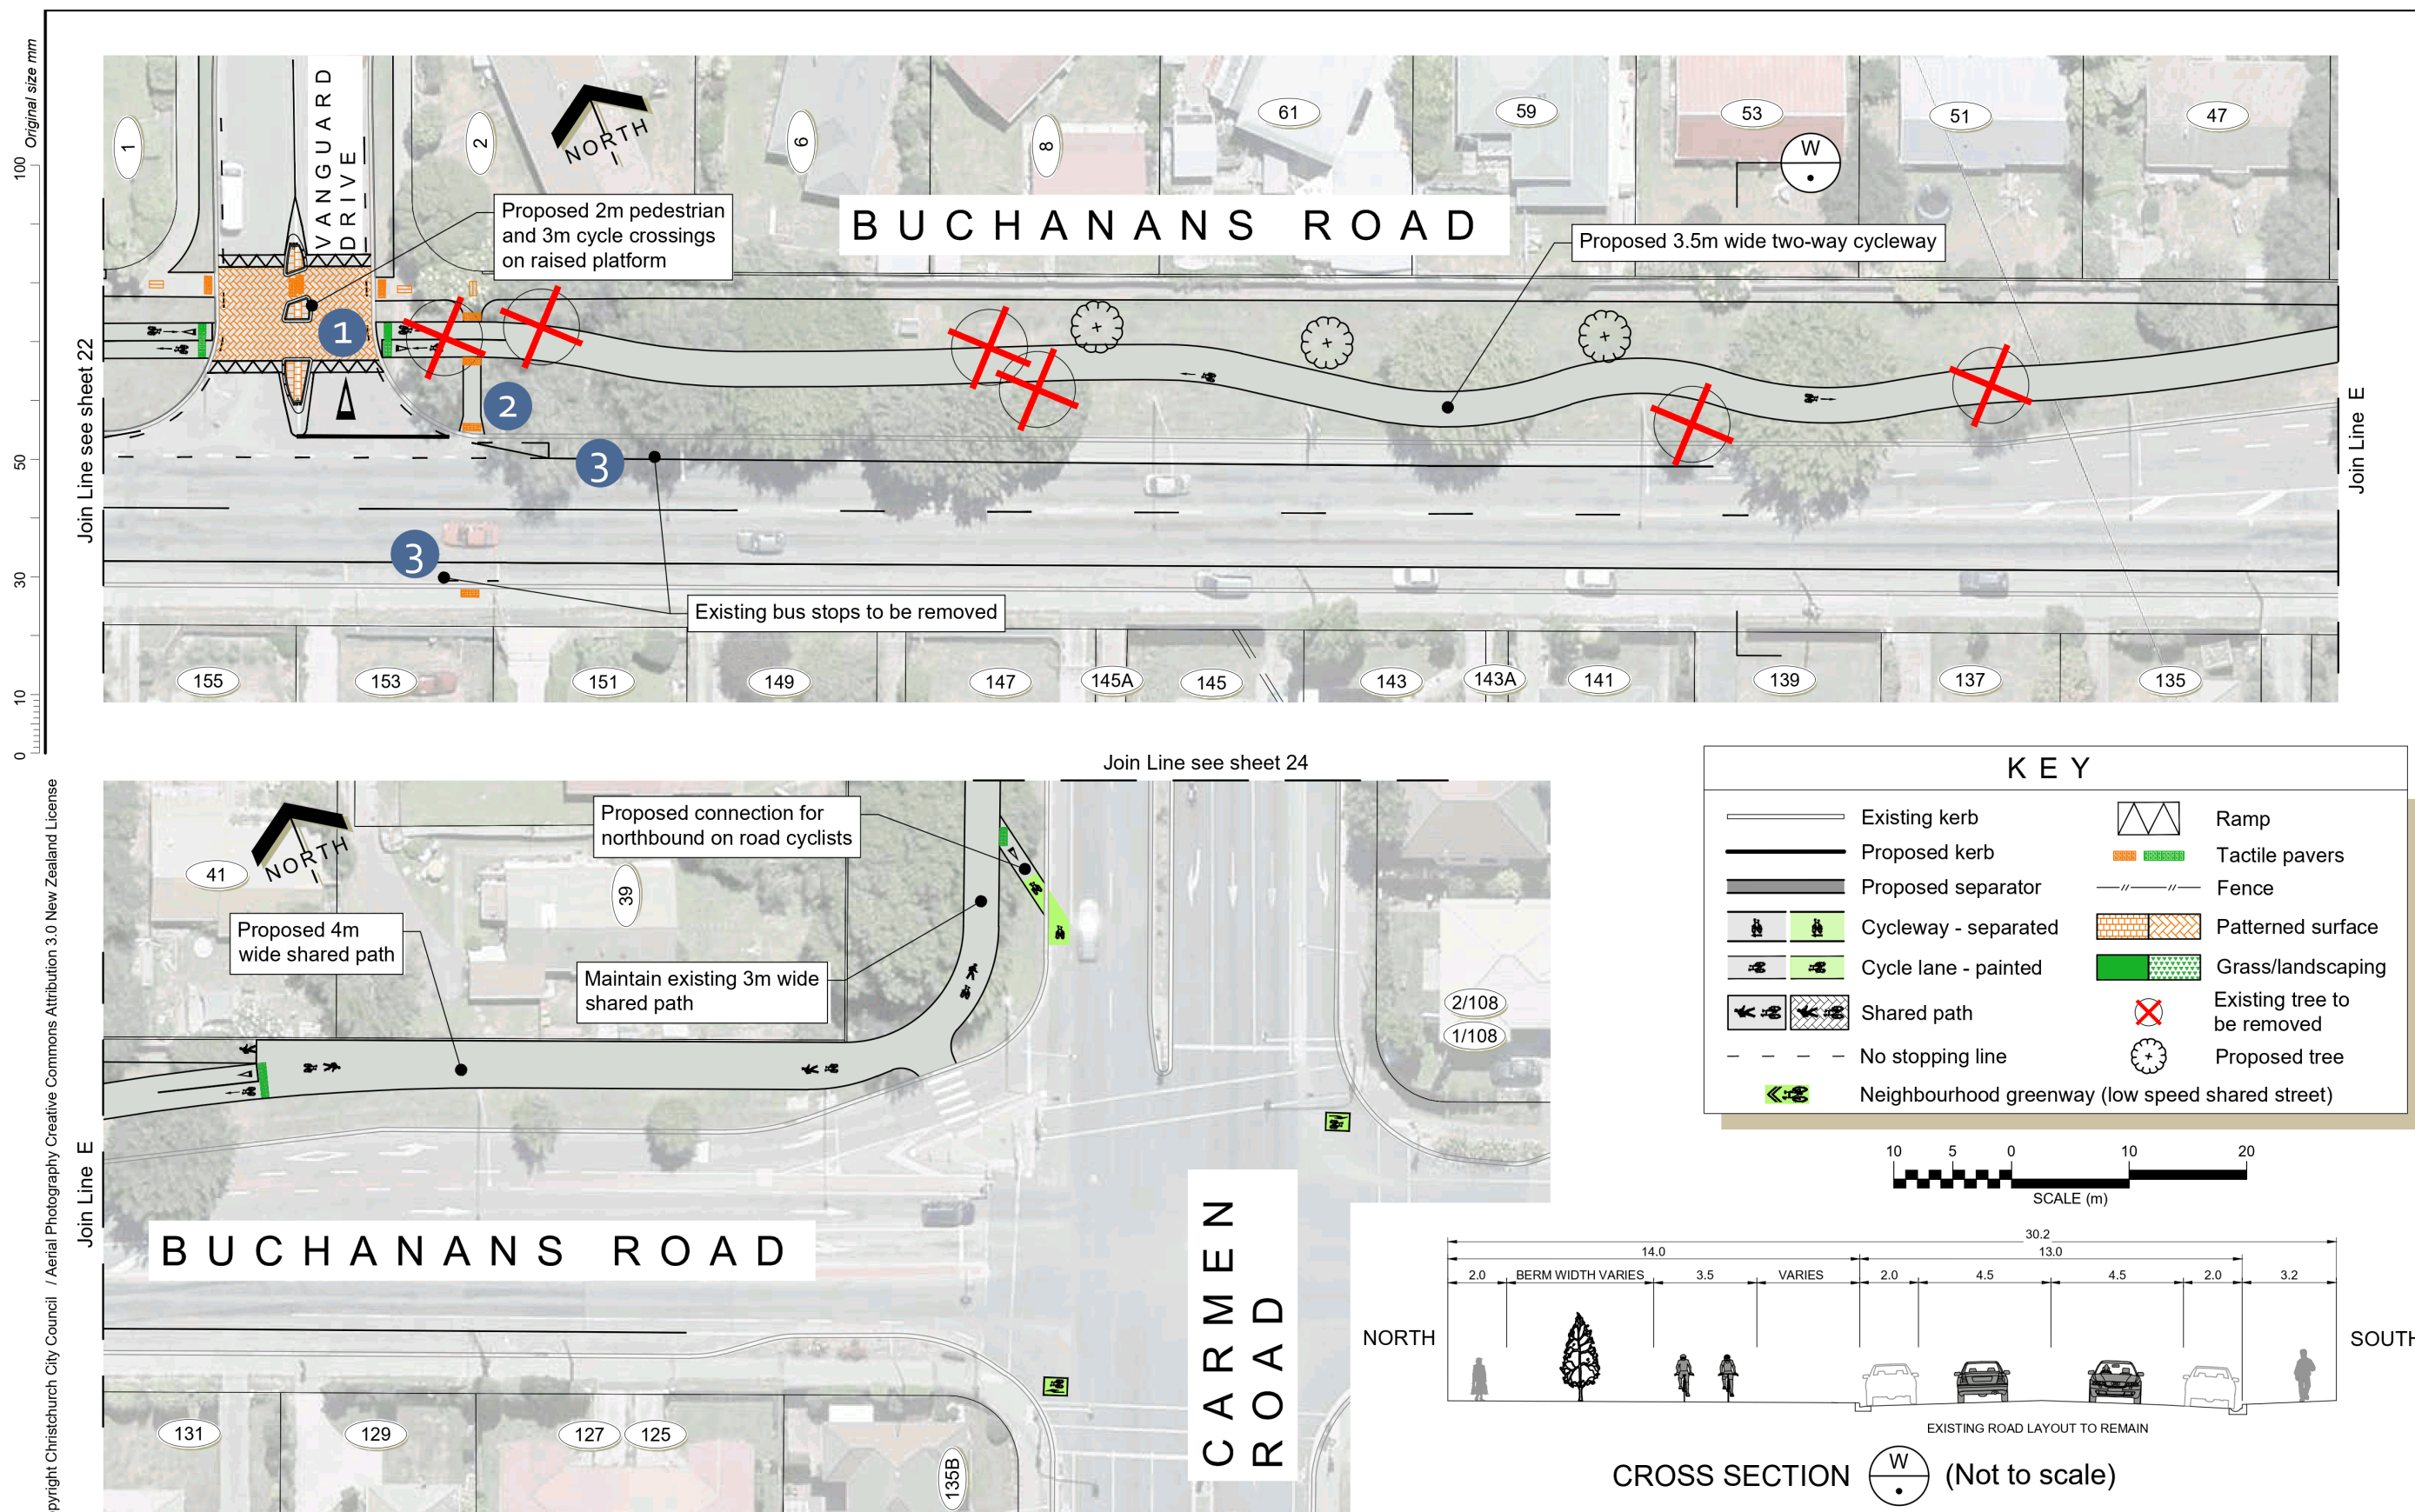 Original size mm
100
50
30
10
0
pyright Christchurch City Council / Aerial Photography Creative Commons Attribution 3.0 New Zealand License
VANGUARD
DRIVE
1
2
6
8
61
59
53
51
47
NORTH
W
BUCHANANS ROAD
Proposed 2m pedestrian
and 3m cycle crossings
on raised platform
Proposed 3.5m wide two-way cycleway
1
2
3
3
Join Line see sheet 22
Join Line E
Existing bus stops to be removed
155
153
151
149
147
145A
145
143
143A
141
139
137
135
Join Line see sheet 24
NORTH
41
39
Proposed connection for
northbound on road cyclists
Proposed 4m
wide shared path
Maintain existing 3m wide
shared path
2/108
1/108
Join Line E
BUCHANANS ROAD
CARMEN
ROAD
131
129
127
125
135B
KEY
Existing kerb
Proposed kerb
Proposed separator
Cycleway - separated
Cycle lane - painted
Shared path
No stopping line
Neighbourhood greenway (low speed shared street)
Ramp
Tactile pavers
Fence
Patterned surface
Grass/landscaping
Existing tree to
be removed
Proposed tree
10 5 0 10 20
SCALE (m)
30.2
14.0 13.0
2.0 BERM WIDTH VARIES 3.5 VARIES 2.0 4.5 4.5 2.0 3.2
NORTH
SOUTH
EXISTING ROAD LAYOUT TO REMAIN
CROSS SECTION W (Not to scale)